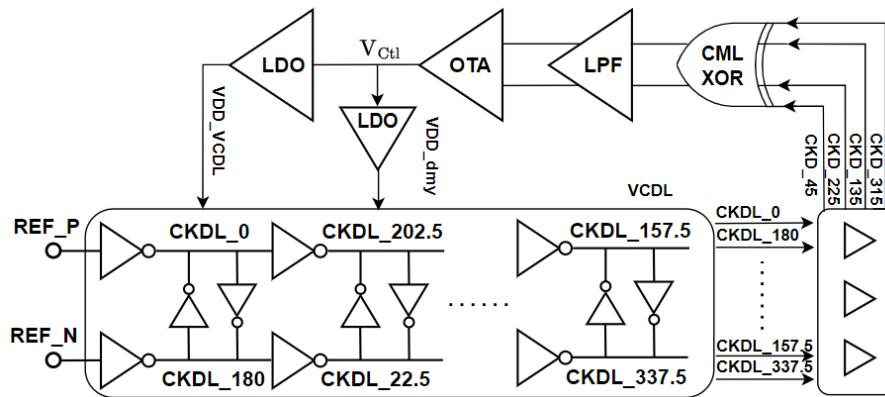 LDO
V_Ctl
OTA
LPF
CML
XOR
LDO
VDD_VCDL
VDD_dmy
CKD_45
CKD_225
CKD_135
CKD_315
VCDL
REF_P
CKDL_0
CKDL_202.5
CKDL_157.5
CKDL_0
CKDL_180
......
REF_N
CKDL_180
CKDL_22.5
CKDL_337.5
CKDL_157.5
CKDL_337.5